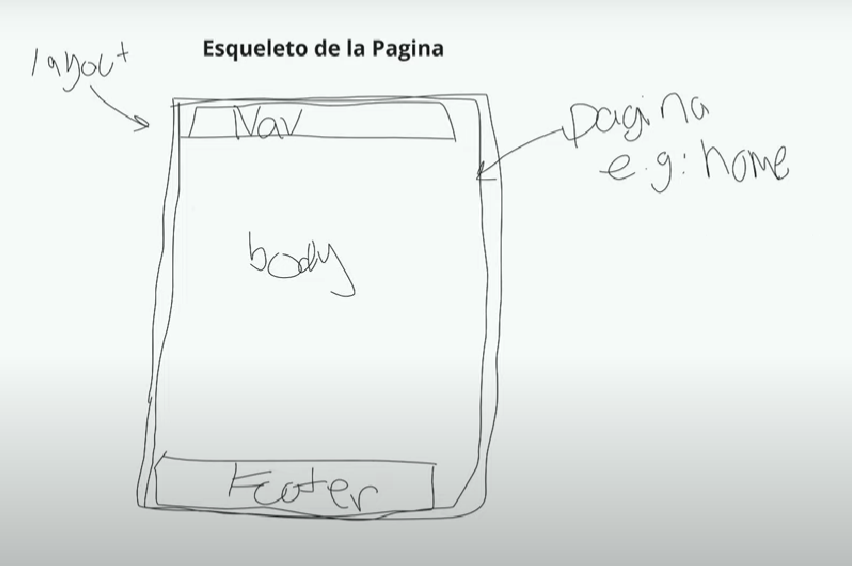 Esqueleto de la Pagina
layout
Nav
pagina
e.g: home
body
Footer